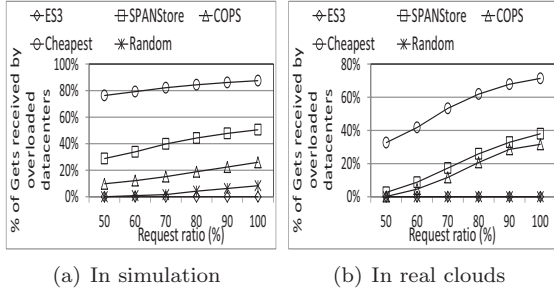 ES3 SPANStore COPS
Cheapest Random
% of Gets received by overloaded datacenters
100%
80%
60%
40%
20%
0%
50 60 70 80 90 100
Request ratio (%)
(a) In simulation
ES3 SPANStore COPS
Cheapest Random
% of Gets received by overloaded datacenters
80%
60%
40%
20%
0%
50 60 70 80 90 100
Request ratio (%)
(b) In real clouds